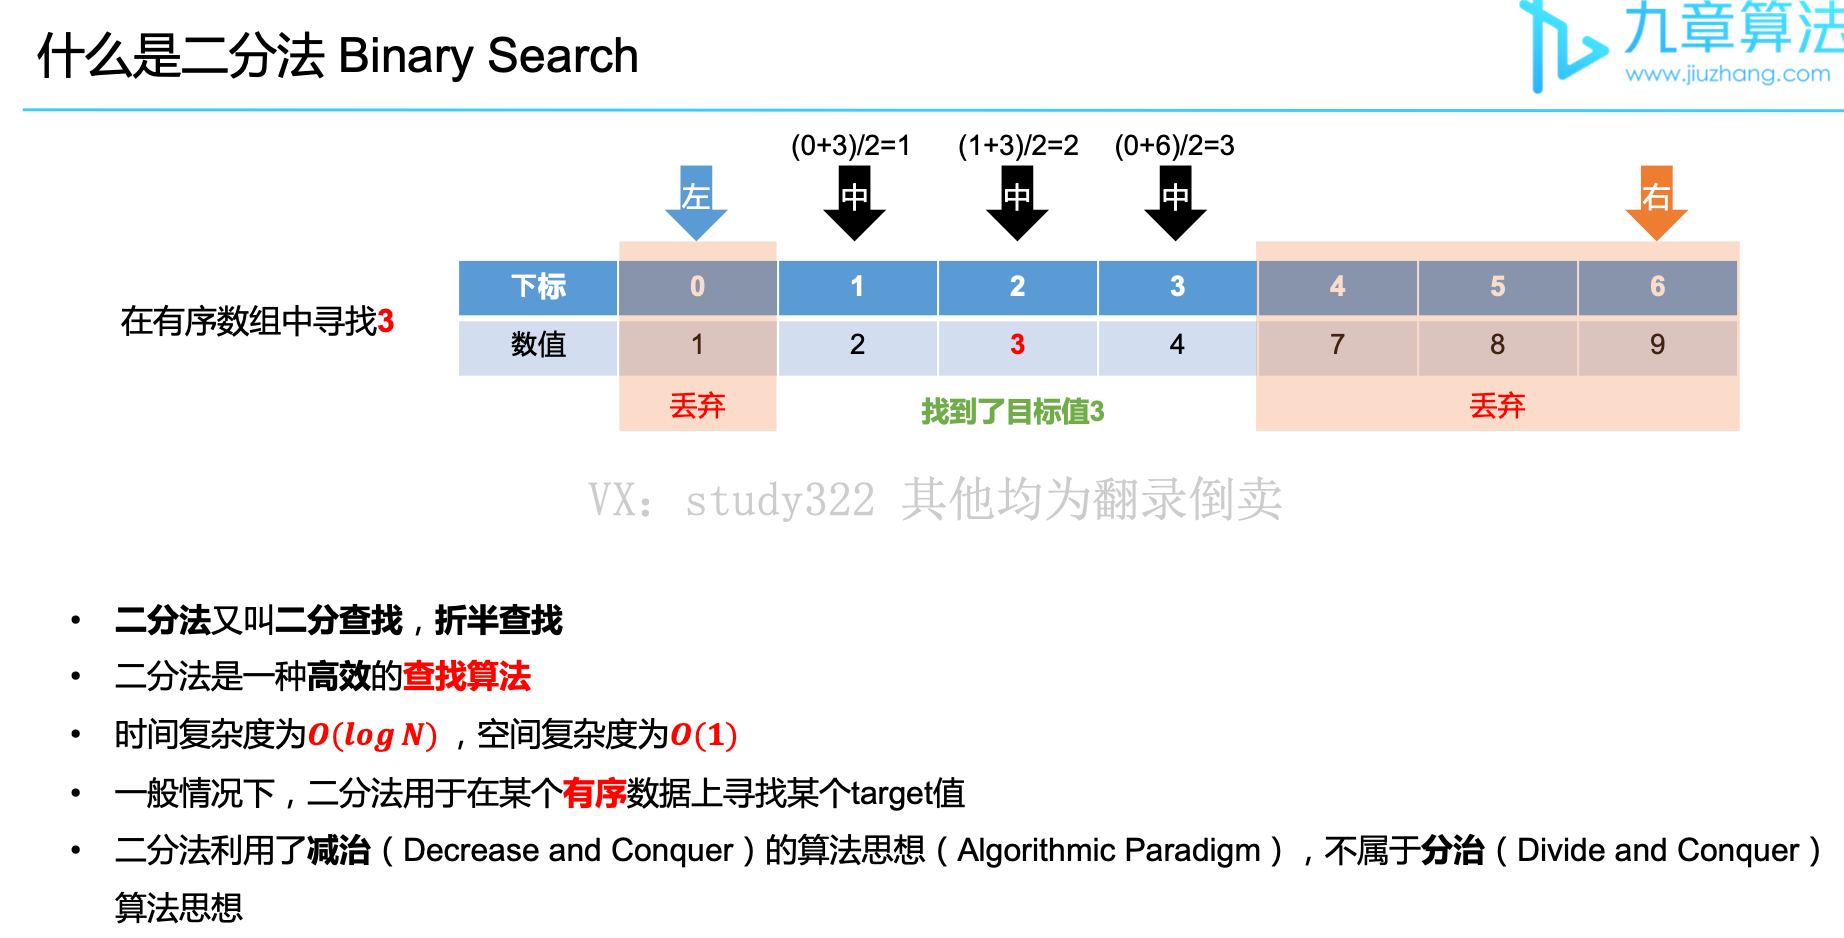 什么是二分法 Binary Search
九章算法
www.jiuzhang.com
(0+3)/2=1 (1+3)/2=2 (0+6)/2=3
左 中 中 中 右
下标 0 1 2 3 4 5 6
在有序数组中寻找3
数值 1 2 3 4 7 8 9
丢弃 找到了目标值3 丢弃
VX：study322 其他均为翻录倒卖
• 二分法又叫二分查找，折半查找
• 二分法是一种高效的查找算法
• 时间复杂度为O(log N)，空间复杂度为O(1)
• 一般情况下，二分法用于在某个有序数据上寻找某个target值
• 二分法利用了减治（Decrease and Conquer）的算法思想（Algorithmic Paradigm），不属于分治（Divide and Conquer）
算法思想